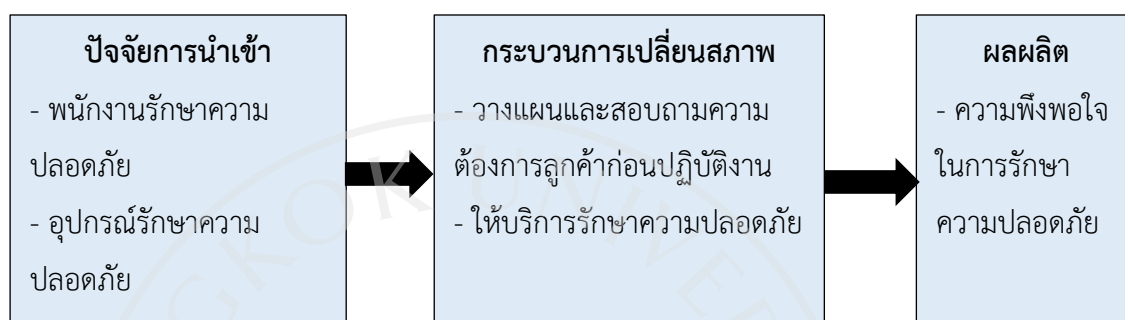 ปัจจัยการนำเข้า
- พนักงานรักษาความ
ปลอดภัย
- อุปกรณ์รักษาความ
ปลอดภัย
กระบวนการเปลี่ยนสภาพ
- วางแผนและสอบถามความ
ต้องการลูกค้าก่อนปฏิบัติงาน
- ให้บริการรักษาความปลอดภัย
ผลผลิต
- ความพึงพอใจ
ในการรักษา
ความปลอดภัย